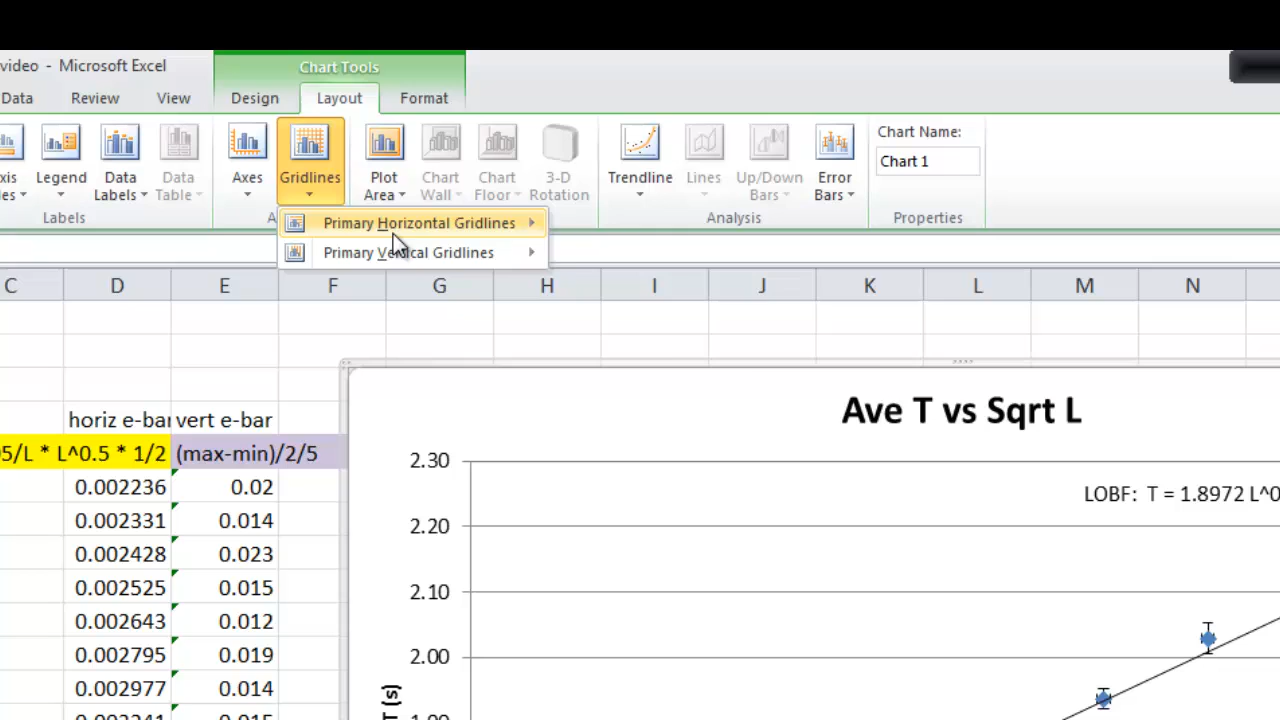 video - Microsoft Excel
Chart Tools
Data Review View Design Layout Format
Legend Data Labels Data Table Axes Gridlines Plot Area Chart Wall Chart Floor 3-D Rotation Trendline Lines Up/Down Bars Error Bars
Chart Name:
Chart 1
Labels Analysis Properties
Primary Horizontal Gridlines
Primary Vertical Gridlines
C D E F G H I J K L M N
horiz e-bar vert e-bar
05/L * L^0.5 * 1/2 (max-min)/2/5
0.002236 0.02
0.002331 0.014
0.002428 0.023
0.002525 0.015
0.002643 0.012
0.002795 0.019
0.002977 0.014
Ave T vs Sqrt L
2.30
LOBF: T = 1.8972 L^0
2.20
2.10
2.00
T (s)